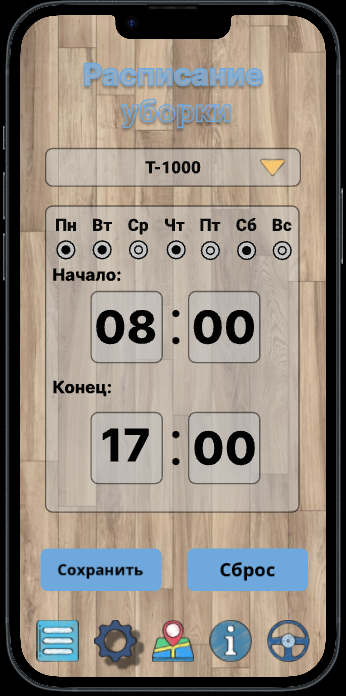 Расписание
уборки
T-1000
Пн Вт Ср Чт Пт Сб Вс
Начало:
08 : 00
Конец:
17 : 00
Сохранить Сброс